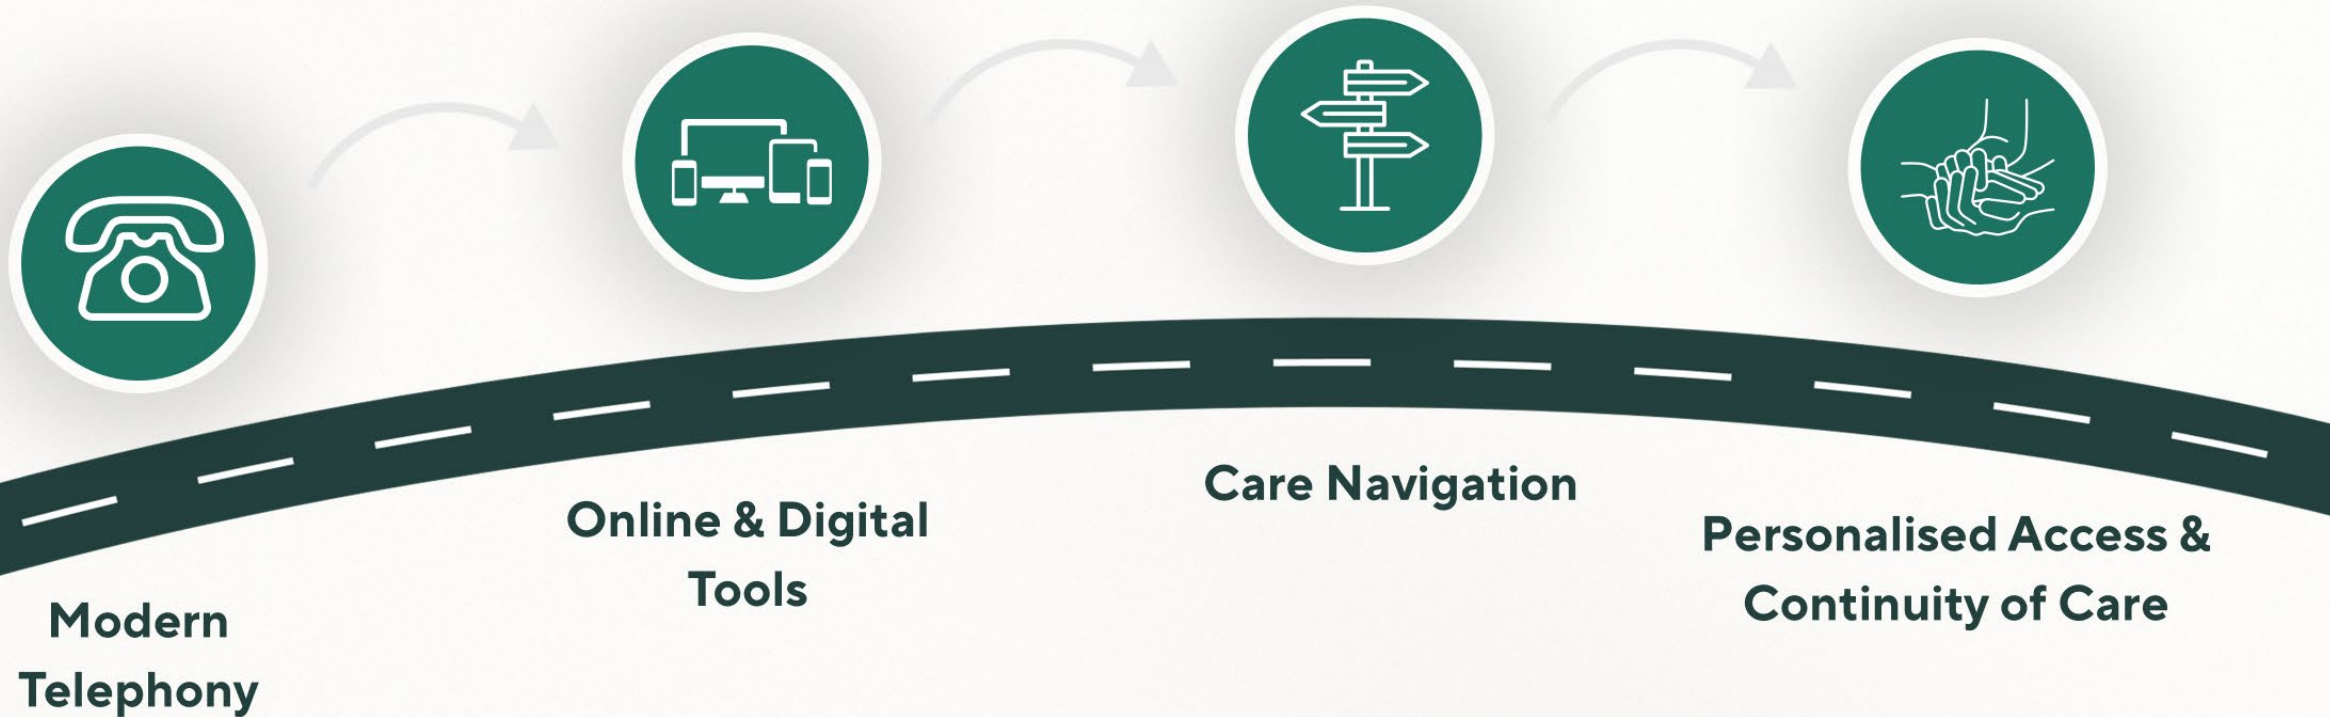 Modern
Telephony
Online & Digital
Tools
Care Navigation
Personalised Access &
Continuity of Care